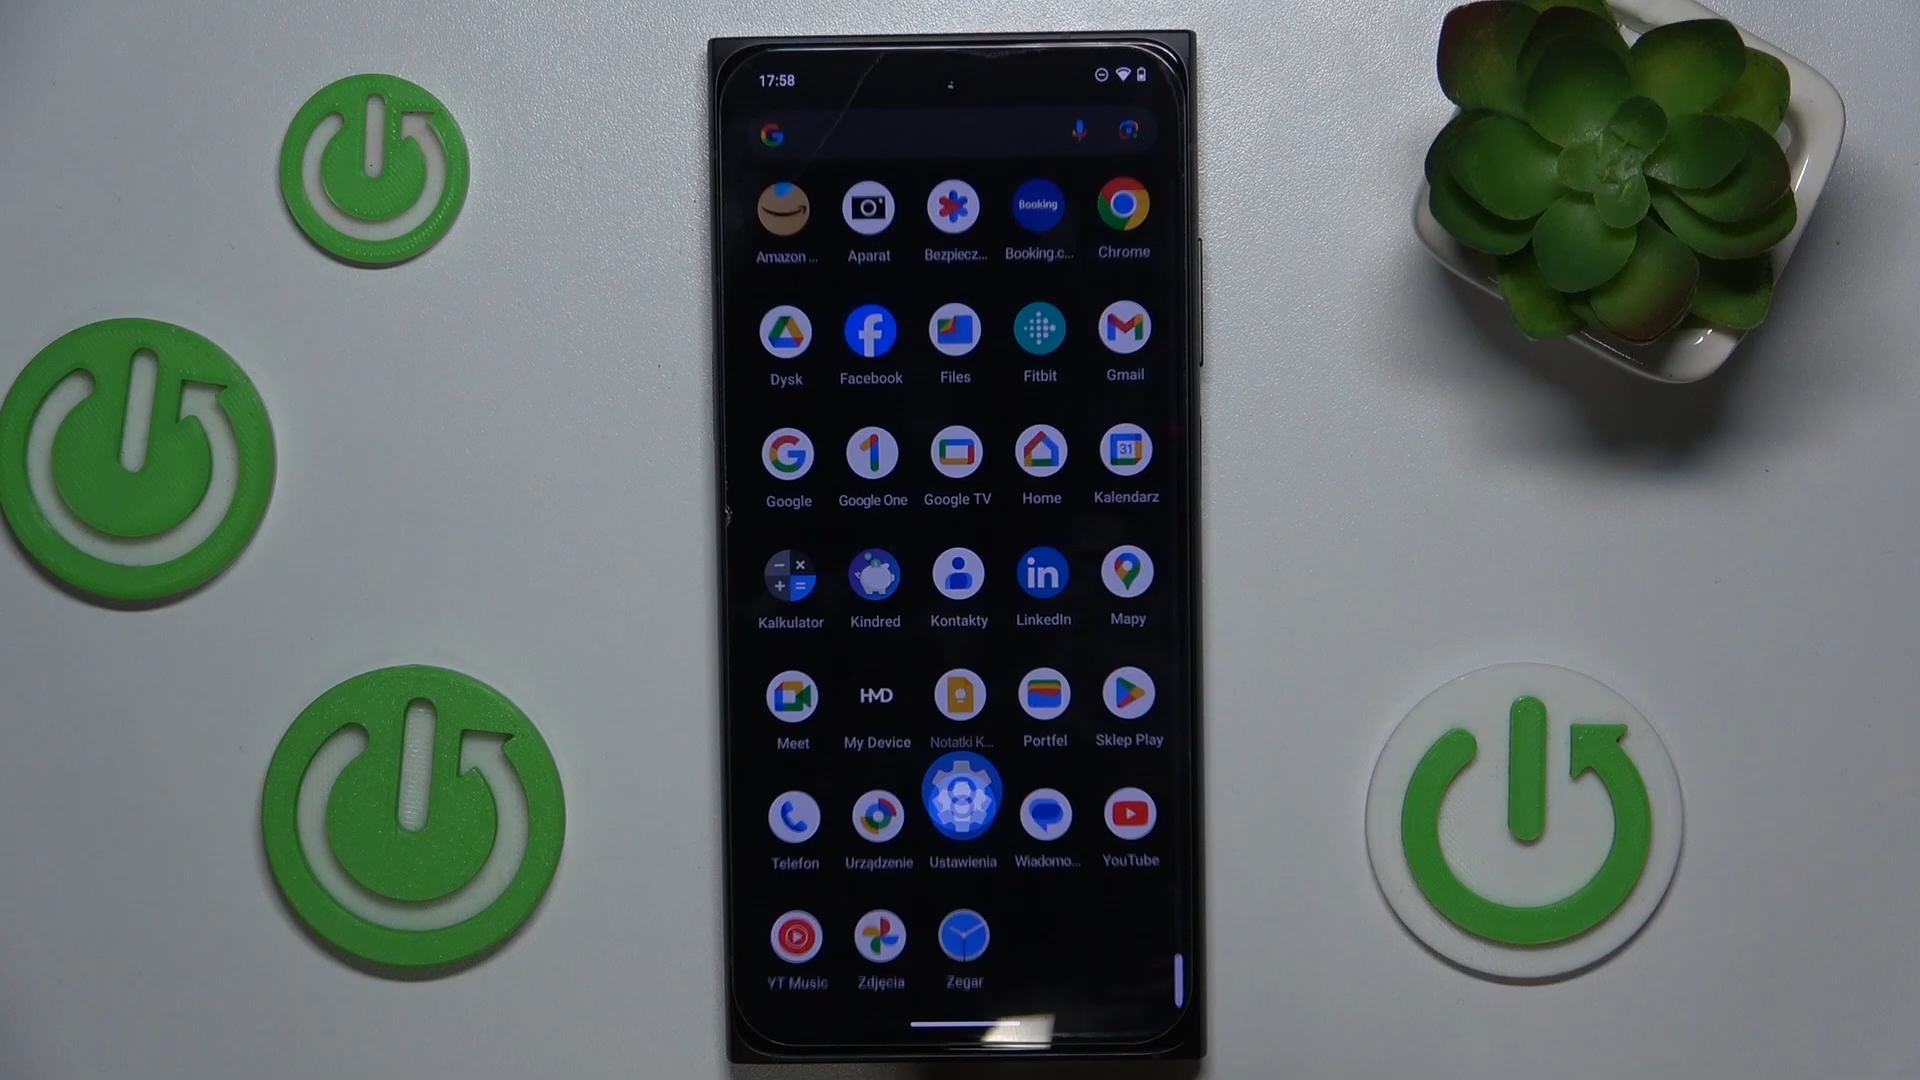 17:58
Booking
Amazon ... Aparat Bezpiecz... Booking.c... Chrome
Dysk Facebook Files Fitbit Gmail
31
Google Google One Google TV Home Kalendarz
in
Kalkulator Kindred Kontakty LinkedIn Mapy
HMD
Meet My Device Notatki K... Portfel Sklep Play
Telefon Urządzenie Ustawienia Wiadomo... YouTube
YT Music Zdjęcia Zegar